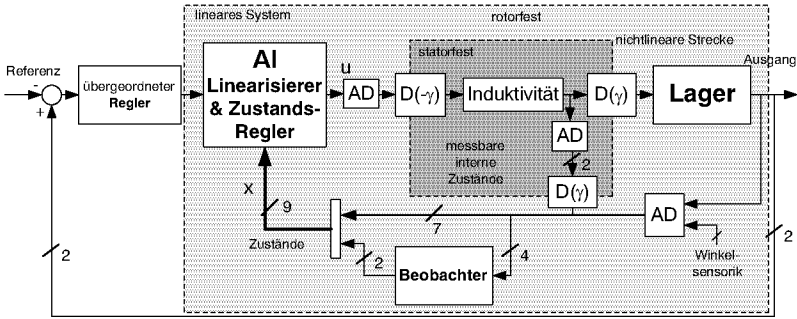 lineares System
rotorfest
nichtlineare Strecke
statorfest
Referenz
-
+
übergeordneter
Regler
AI
Linearisierer
& Zustands-
Regler
u
AD
D(-γ)
Induktivität
D(γ)
Lager
Ausgang
AD
2
messbare
interne
Zustände
D(γ)
x
9
Zustände
7
AD
Winkel-
sensorik
2
2
4
2
Beobachter